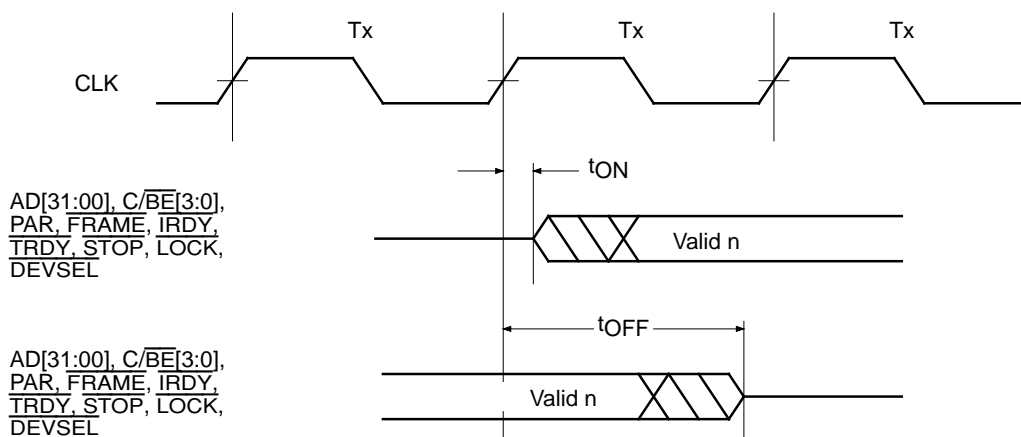 Tx Tx Tx
CLK
tON
AD[31:00], C/BE[3:0],
PAR, FRAME, IRDY,
TRDY, STOP, LOCK,
DEVSEL
Valid n
tOFF
AD[31:00], C/BE[3:0],
PAR, FRAME, IRDY,
TRDY, STOP, LOCK,
DEVSEL
Valid n